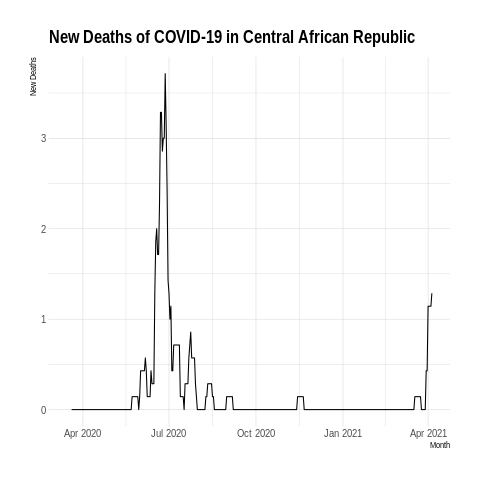 New Deaths of COVID-19 in Central African Republic
New Deaths
3
2
1
0
Apr 2020 Jul 2020 Oct 2020 Jan 2021 Apr 2021
Month